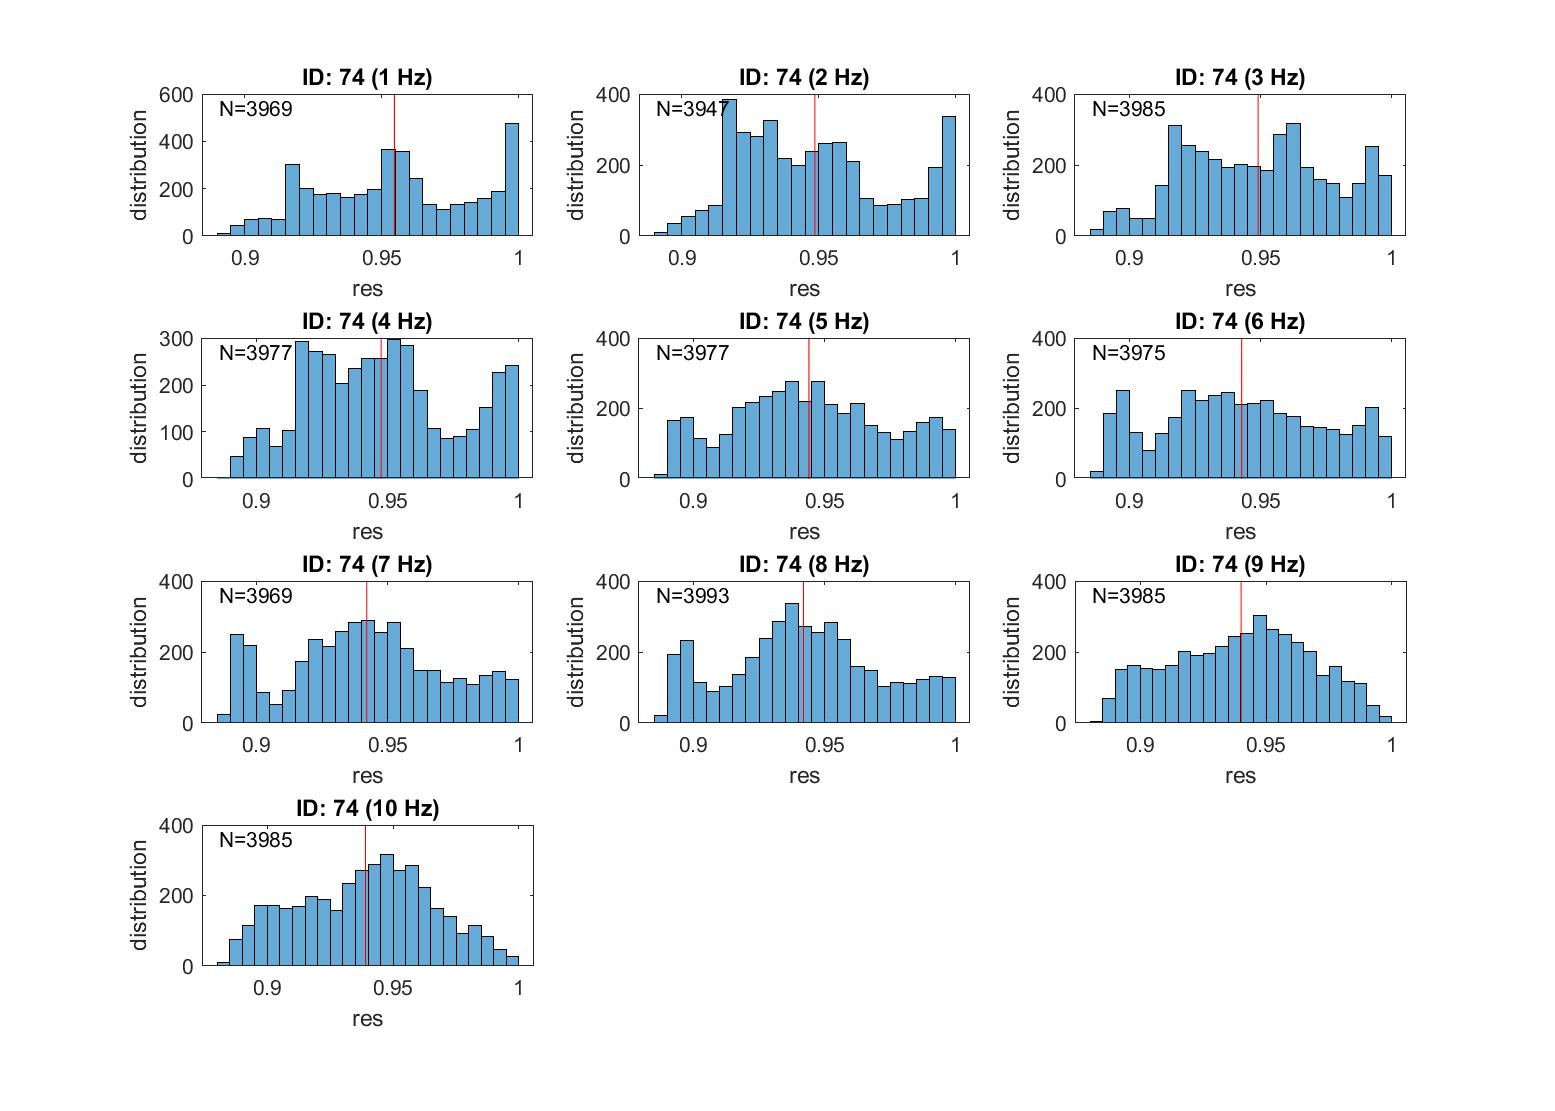 ID: 74 (1 Hz)
N=3969
distribution
600
400
200
0
0.9 0.95 1
res
ID: 74 (2 Hz)
N=3947
distribution
400
200
0
0.9 0.95 1
res
ID: 74 (3 Hz)
N=3985
distribution
400
200
0
0.9 0.95 1
res
ID: 74 (4 Hz)
N=3977
distribution
300
200
100
0
0.9 0.95 1
res
ID: 74 (5 Hz)
N=3977
distribution
400
200
0
0.9 0.95 1
res
ID: 74 (6 Hz)
N=3975
distribution
400
200
0
0.9 0.95 1
res
ID: 74 (7 Hz)
N=3969
distribution
400
200
0
0.9 0.95 1
res
ID: 74 (8 Hz)
N=3993
distribution
400
200
0
0.9 0.95 1
res
ID: 74 (9 Hz)
N=3985
distribution
400
200
0
0.9 0.95 1
res
ID: 74 (10 Hz)
N=3985
distribution
400
200
0
0.9 0.95 1
res